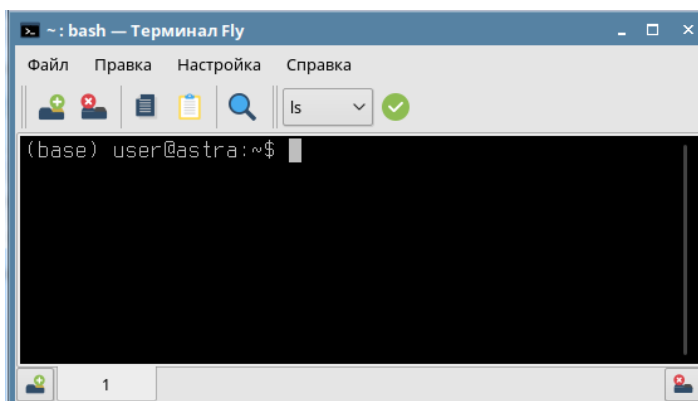 ~ : bash — Терминал Fly
Файл Правка Настройка Справка
ls
(base) user@astra:~$
1